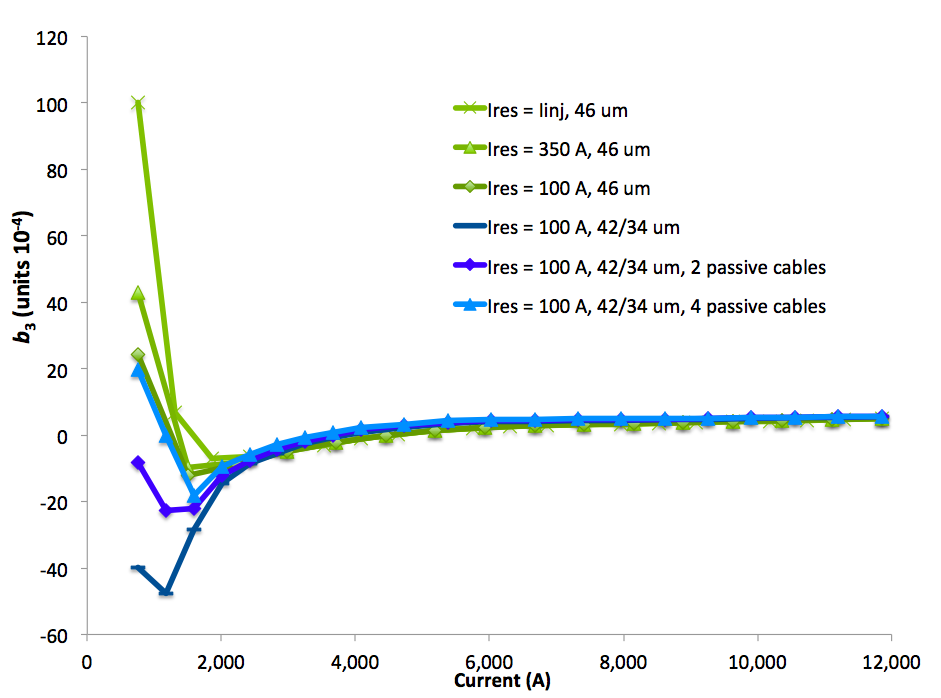 120
100
80
60
40
20
0
-20
-40
-60
b3 (units 10-4)
Ires = Iinj, 46 um
Ires = 350 A, 46 um
Ires = 100 A, 46 um
Ires = 100 A, 42/34 um
Ires = 100 A, 42/34 um, 2 passive cables
Ires = 100 A, 42/34 um, 4 passive cables
0 2,000 4,000 6,000 8,000 10,000 12,000
Current (A)